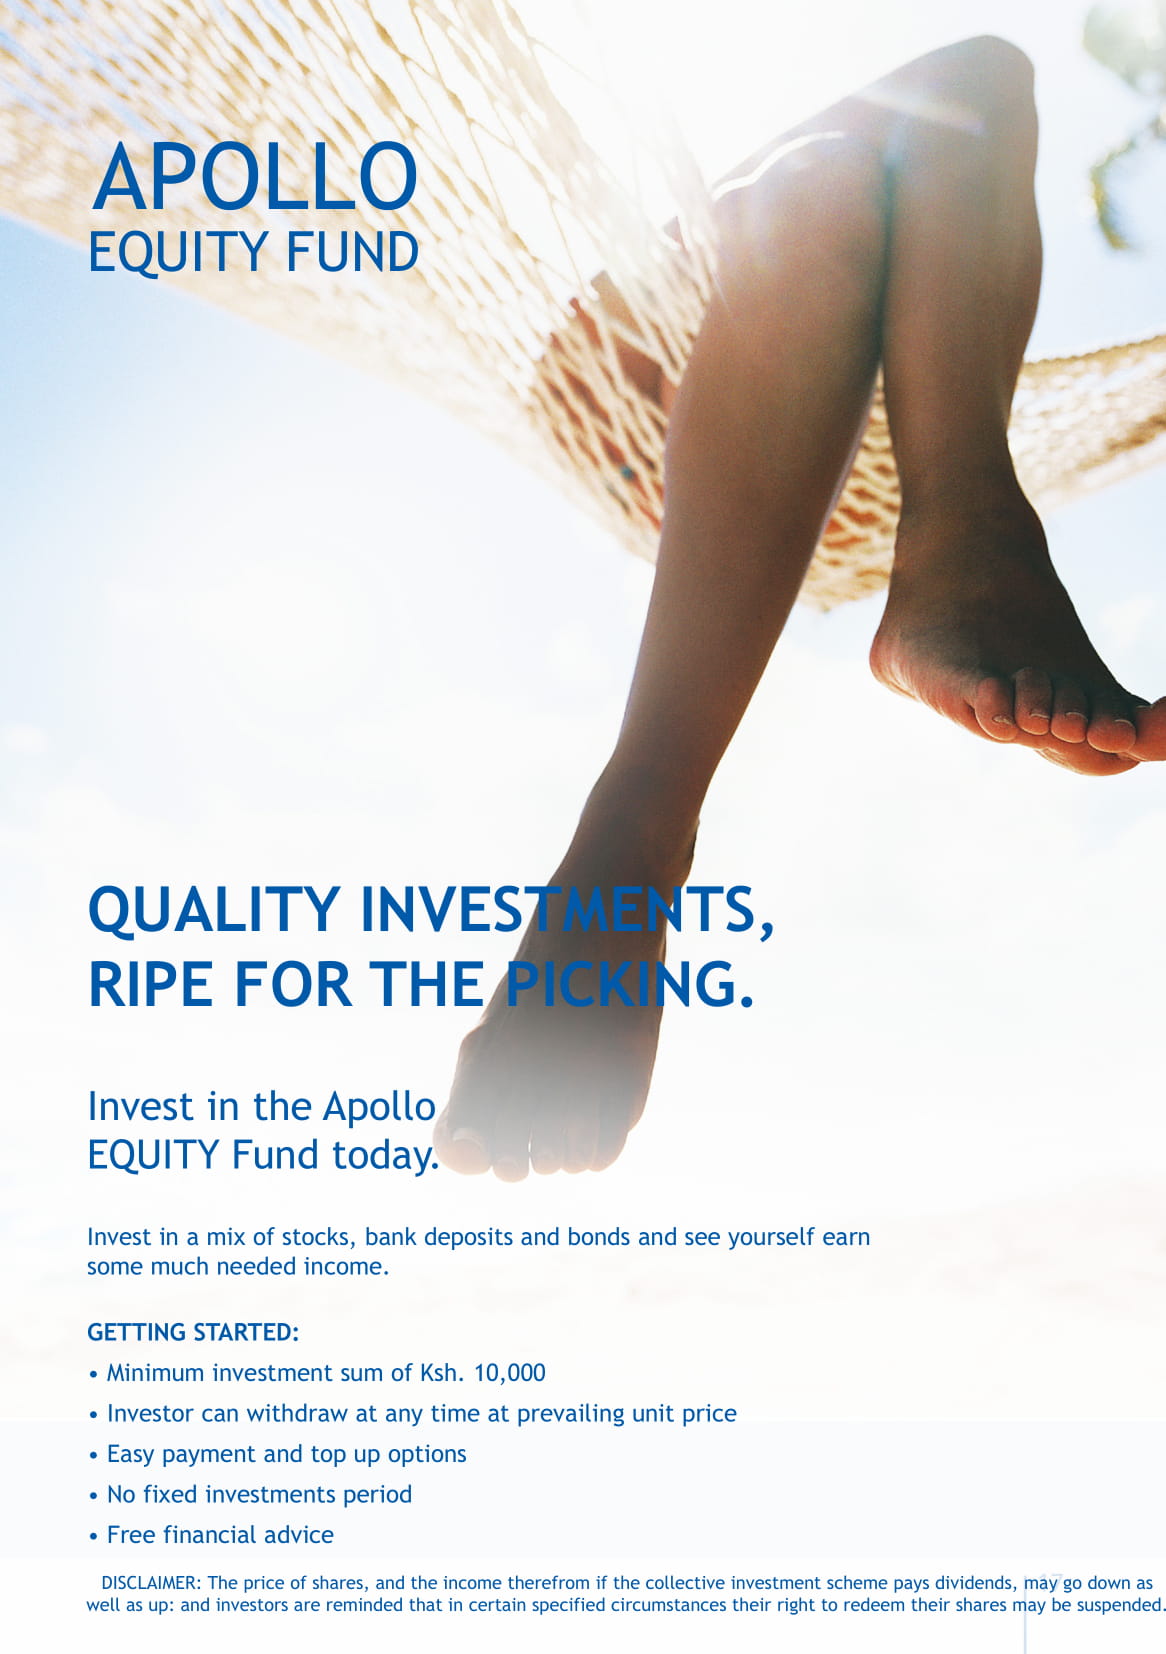 APOLLO
EQUITY FUND
QUALITY INVESTMENTS,
RIPE FOR THE PICKING.
Invest in the Apollo
EQUITY Fund today.
Invest in a mix of stocks, bank deposits and bonds and see yourself earn
some much needed income.
GETTING STARTED:
• Minimum investment sum of Ksh. 10,000
• Investor can withdraw at any time at prevailing unit price
• Easy payment and top up options
• No fixed investments period
• Free financial advice
DISCLAIMER: The price of shares, and the income therefrom if the collective investment scheme pays dividends, may go down as
well as up: and investors are reminded that in certain specified circumstances their right to redeem their shares may be suspended.
17